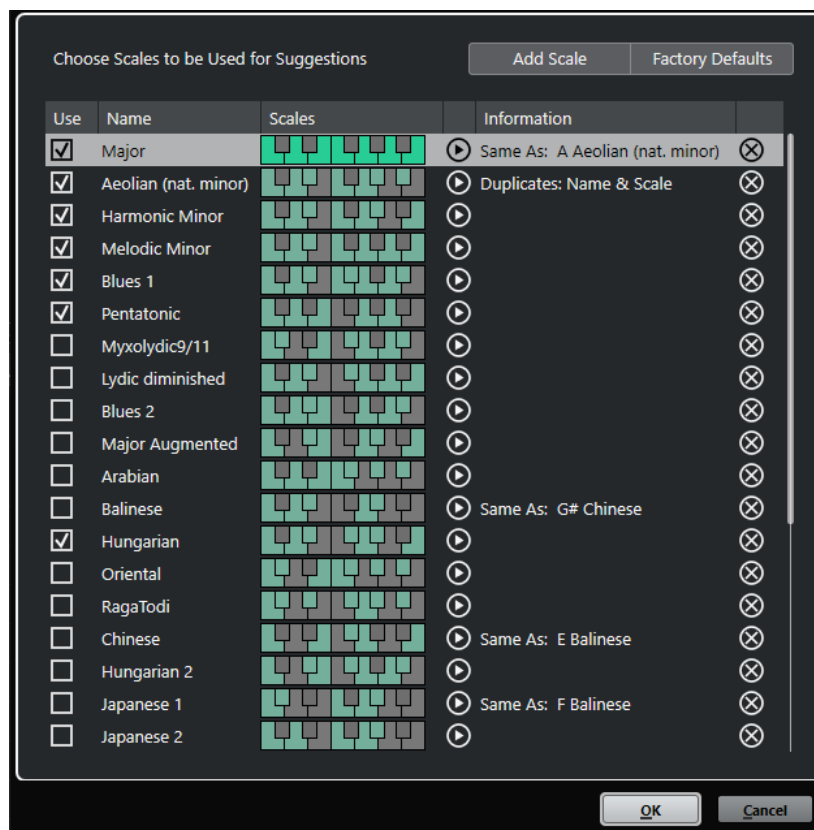 Choose Scales to be Used for Suggestions Add Scale Factory Defaults
Use Name Scales Information
Major Same As: A Aeolian (nat. minor)
Aeolian (nat. minor) Duplicates: Name & Scale
Harmonic Minor
Melodic Minor
Blues 1
Pentatonic
Myxolydic9/11
Lydic diminished
Blues 2
Major Augmented
Arabian
Balinese Same As: G# Chinese
Hungarian
Oriental
RagaTodi
Chinese Same As: E Balinese
Hungarian 2
Japanese 1 Same As: F Balinese
Japanese 2
OK Cancel